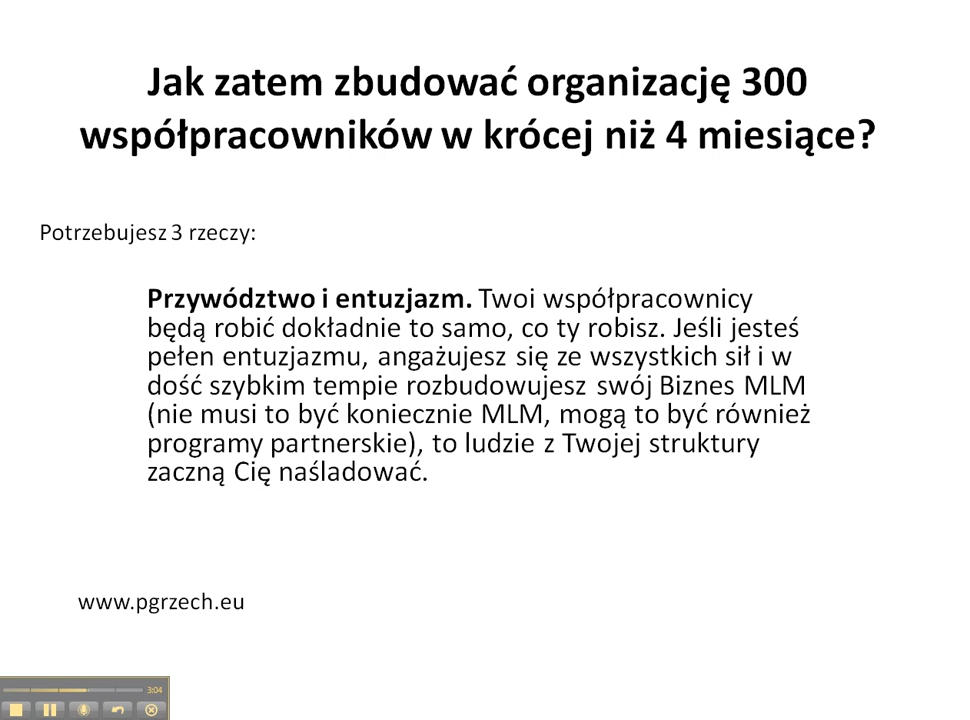 Jak zatem zbudować organizację 300
współpracowników w krócej niż 4 miesiące?
Potrzebujesz 3 rzeczy:
Przywództwo i entuzjazm. Twoi współpracownicy
będą robić dokładnie to samo, co ty robisz. Jeśli jesteś
pełen entuzjazmu, angażujesz się ze wszystkich sił i w
dość szybkim tempie rozbudowujesz swój Biznes MLM
(nie musi to być koniecznie MLM, mogą to być również
programy partnerskie), to ludzie z Twojej struktury
zaczną Cię naśladować.
www.pgrzech.eu
3:04